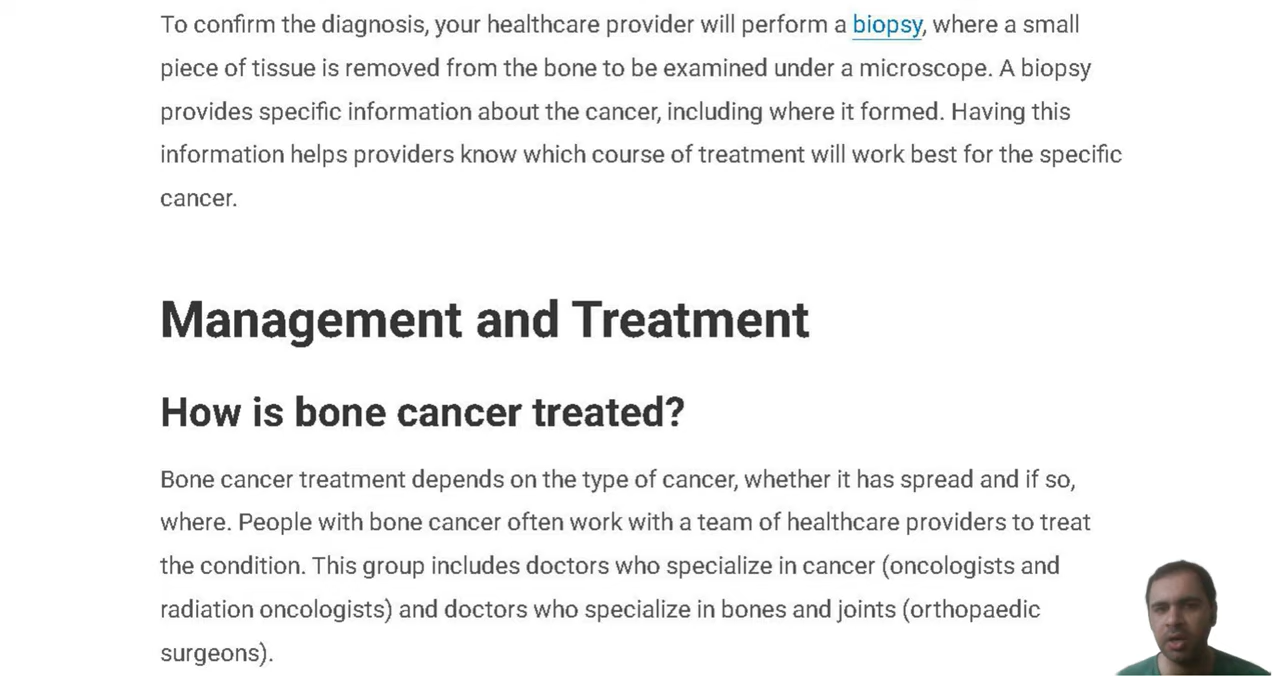 To confirm the diagnosis, your healthcare provider will perform a biopsy, where a small
piece of tissue is removed from the bone to be examined under a microscope. A biopsy
provides specific information about the cancer, including where it formed. Having this
information helps providers know which course of treatment will work best for the specific
cancer.
Management and Treatment
How is bone cancer treated?
Bone cancer treatment depends on the type of cancer, whether it has spread and if so,
where. People with bone cancer often work with a team of healthcare providers to treat
the condition. This group includes doctors who specialize in cancer (oncologists and
radiation oncologists) and doctors who specialize in bones and joints (orthopaedic
surgeons).